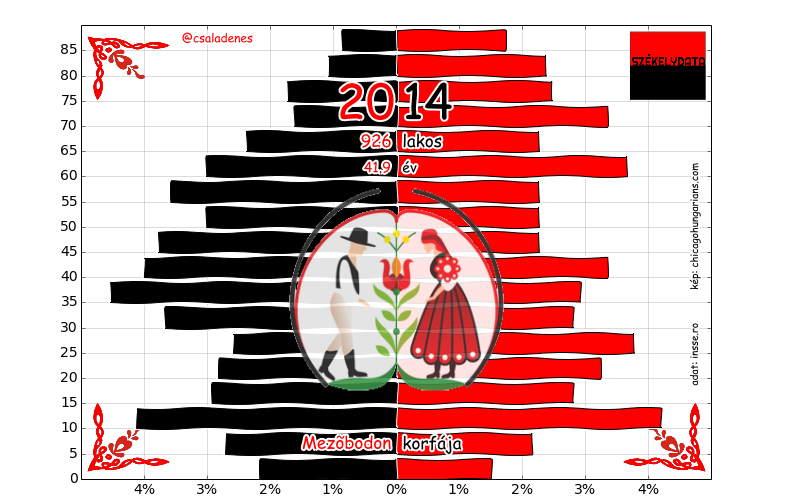 @csaladenes
SZÉKELYDATA
2014
926 lakos
41,9 év
kép: chicagohungarians.com
adat: insse.ro
Mezőbodon korfája
85
80
75
70
65
60
55
50
45
40
35
30
25
20
15
10
5
0
4% 3% 2% 1% 0% 1% 2% 3% 4%